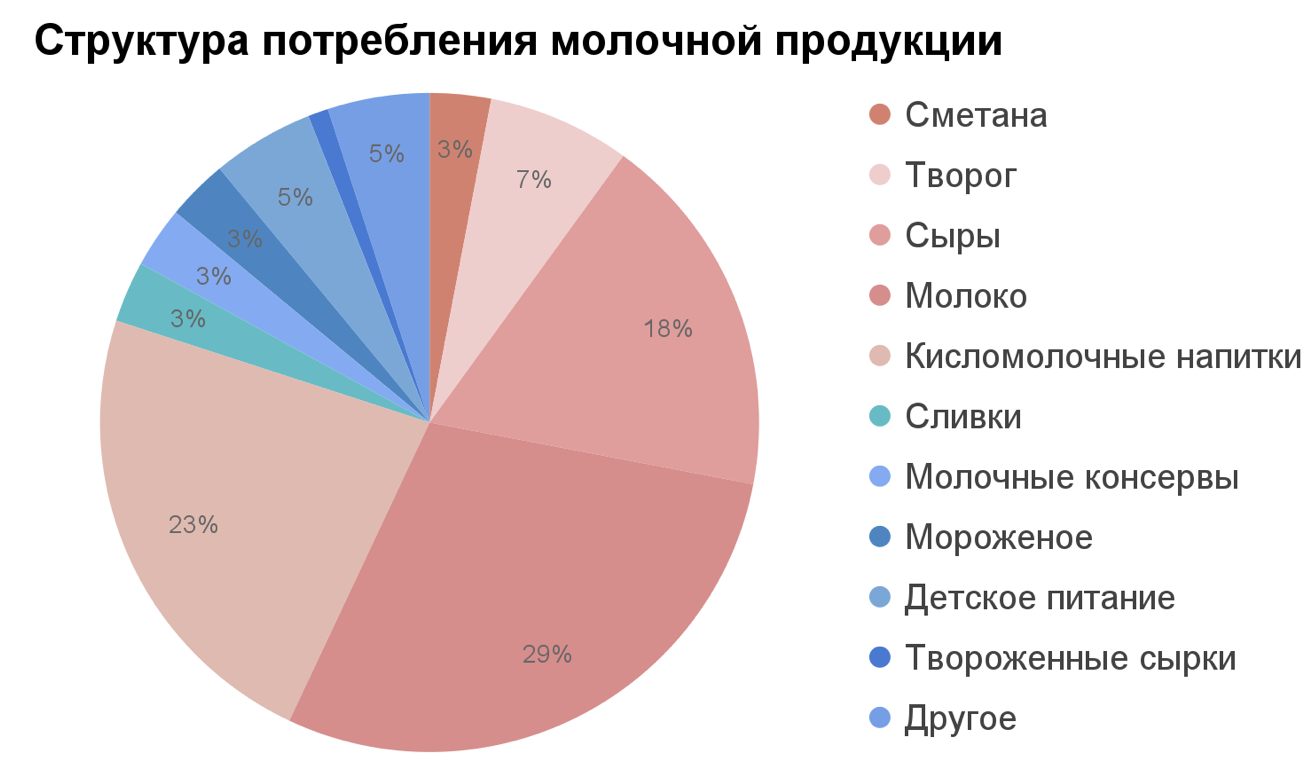 Структура потребления молочной продукции
3%
7%
18%
29%
23%
3%
3%
3%
5%
5%
Сметана
Творог
Сыры
Молоко
Кисломолочные напитки
Сливки
Молочные консервы
Мороженое
Детское питание
Твороженные сырки
Другое